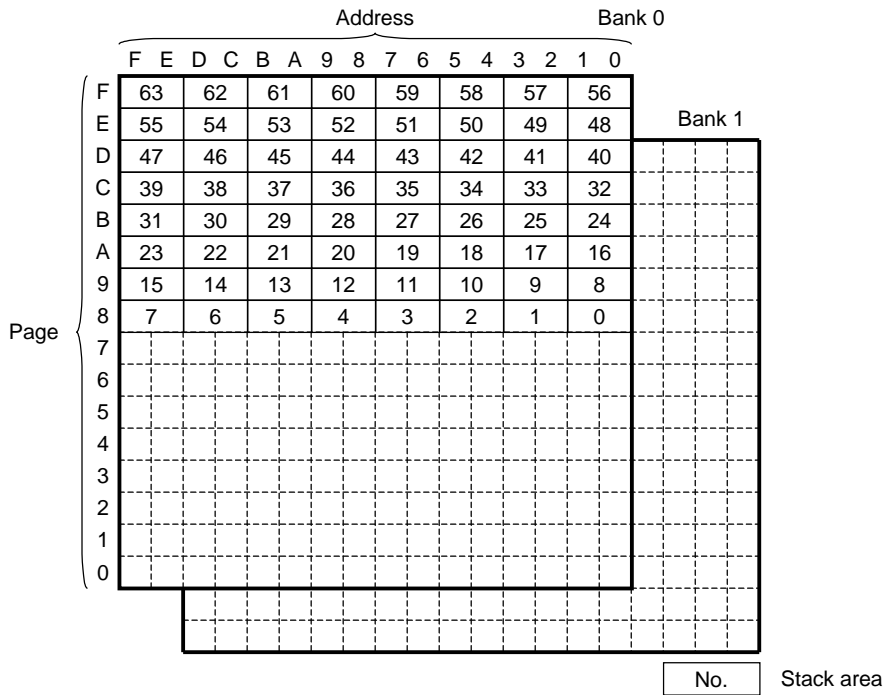 Address Bank 0
F E D C B A 9 8 7 6 5 4 3 2 1 0
F 63 62 61 60 59 58 57 56
E 55 54 53 52 51 50 49 48 Bank 1
D 47 46 45 44 43 42 41 40
C 39 38 37 36 35 34 33 32
B 31 30 29 28 27 26 25 24
A 23 22 21 20 19 18 17 16
9 15 14 13 12 11 10 9 8
8 7 6 5 4 3 2 1 0
Page
7
6
5
4
3
2
1
0
No. Stack area